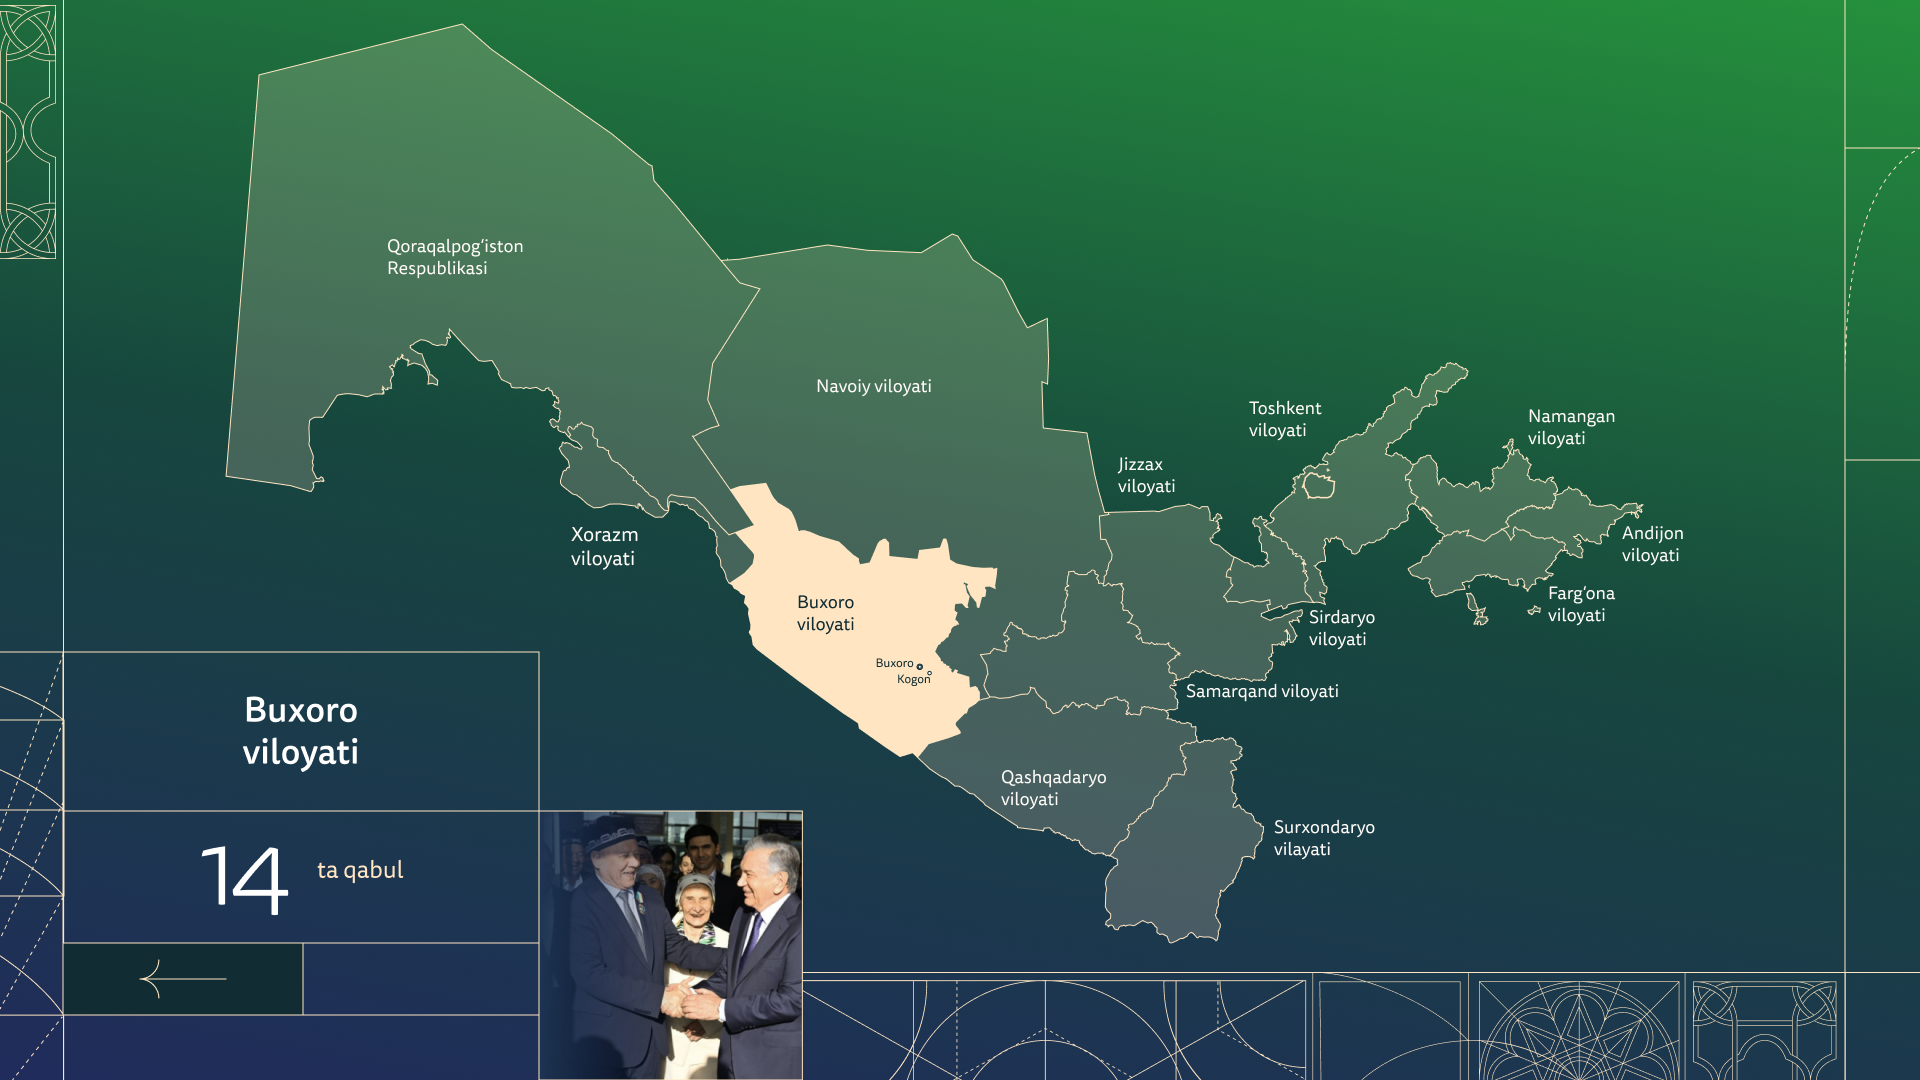 Qoraqalpog‘iston
Respublikasi
Navoiy viloyati
Toshkent
viloyati
Namangan
viloyati
Jizzax
viloyati
Andijon
viloyati
Xorazm
viloyati
Farg‘ona
viloyati
Buxoro
viloyati
Sirdaryo
viloyati
Buxoro
Kogon
Samarqand viloyati
Qashqadaryo
viloyati
Surxondaryo
vilayati
Buxoro
viloyati
14
ta qabul